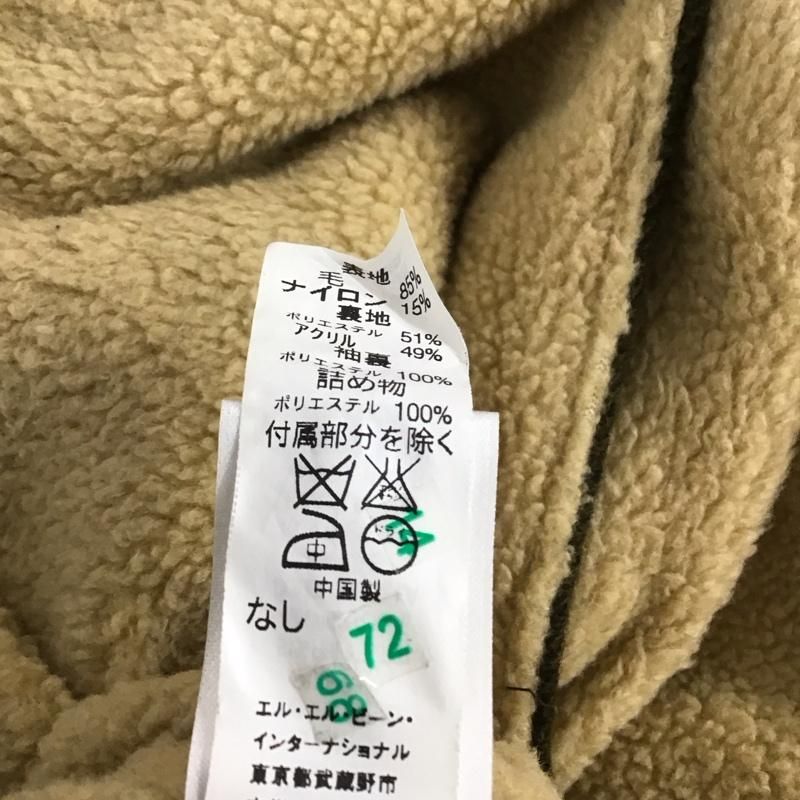 表地
毛 85%
ナイロン 15%
裏地
ポリエステル 51%
アクリル 49%
袖裏
ポリエステル 100%
詰め物
ポリエステル 100%
付属部分を除く
中 ドライ
中国製
なし
72
68
エル・エル・ビーン・
インターナショナル
東京都武蔵野市